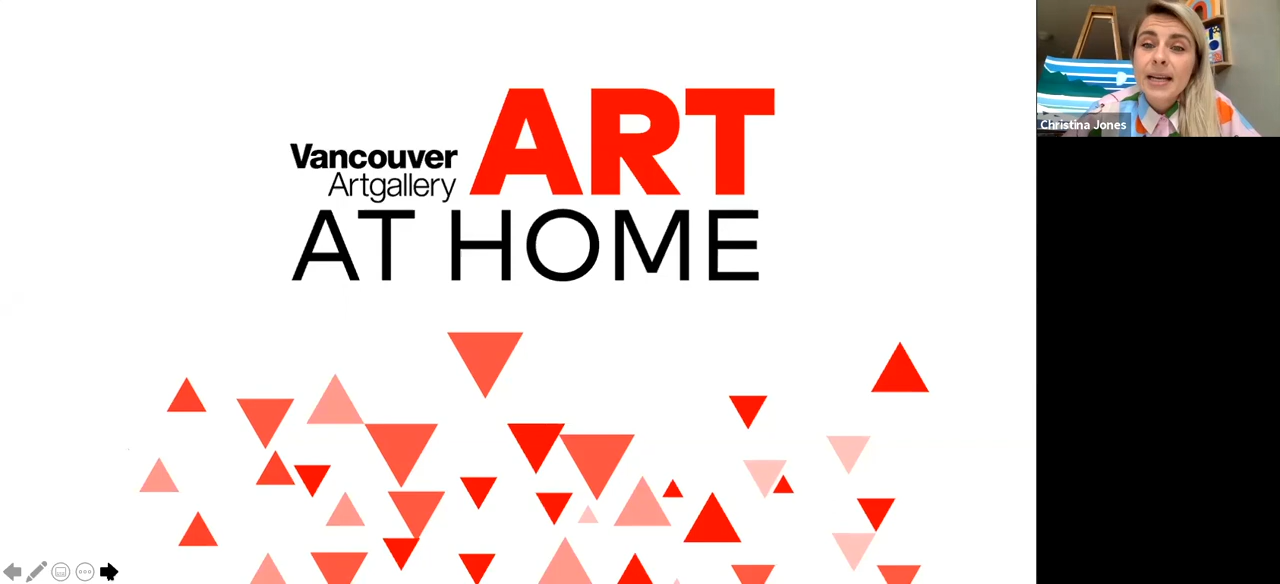 Vancouver
Artgallery
ART
AT HOME
Christina Jones